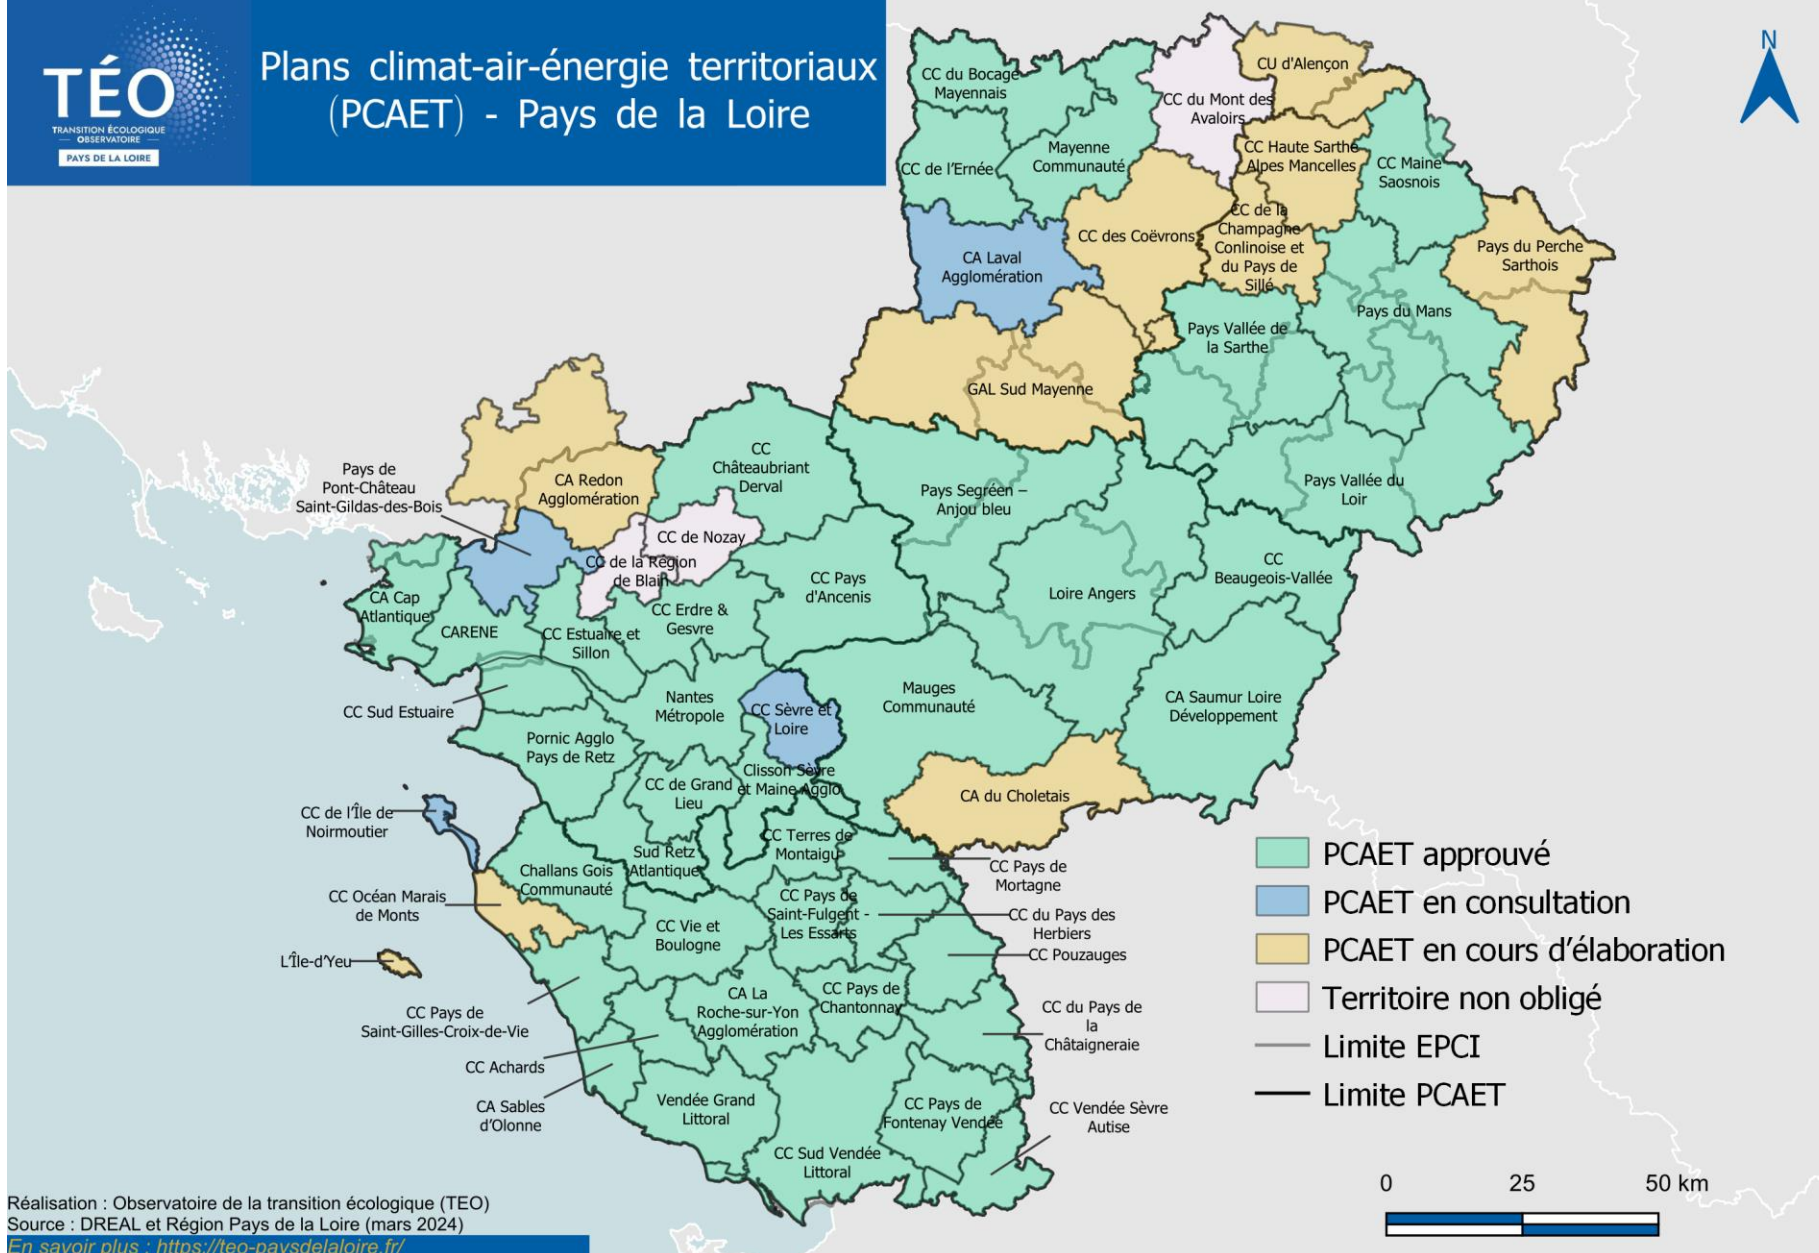 TÉO
TRANSITION ÉCOLOGIQUE
OBSERVATOIRE
PAYS DE LA LOIRE
Plans climat-air-énergie territoriaux
(PCAET) - Pays de la Loire
N
CC du Bocage
Mayennais
CC du Mont des
Avaloirs
CU d'Alençon
CC de l'Ernée
Mayenne
Communauté
CC Haute Sarthe
Alpes Mancelles
CC Maine
Saosnois
CA Laval
Agglomération
CC des Coëvrons
CC de la
Champagne
Conlinoise et
du Pays de
Sillé
Pays du Perche
Sarthois
Pays Vallée de
la Sarthe
Pays du Mans
GAL Sud Mayenne
Pays de
Pont-Château
Saint-Gildas-des-Bois
CA Redon
Agglomération
CC
Châteaubriant
Derval
Pays Segréen –
Anjou bleu
Pays Vallée du
Loir
CC de Nozay
CC de la Région
de Blain
CC Pays
d'Ancenis
Loire Angers
CC
Beaugeois-Vallée
CA Cap
Atlantique
CARENE
CC Estuaire et
Sillon
CC Erdre &
Gesvre
CC Sud Estuaire
Nantes
Métropole
CC Sèvre et
Loire
Mauges
Communauté
CA Saumur Loire
Développement
Pornic Agglo
Pays de Retz
CC de Grand
Lieu
Clisson Sèvre
et Maine Agglo
CA du Choletais
CC de l'Île de
Noirmoutier
Challans Gois
Communauté
Sud Retz
Atlantique
CC Terres de
Montaigu
CC Pays de
Mortagne
CC Océan Marais
de Monts
CC Vie et
Boulogne
CC Pays de
Saint-Fulgent -
Les Essarts
CC du Pays des
Herbiers
CC Pouzauges
L'Île-d'Yeu
CC Pays de
Saint-Gilles-Croix-de-Vie
CA La
Roche-sur-Yon
Agglomération
CC Pays de
Chantonnay
CC du Pays de
la
Châtaigneraie
CC Achards
CA Sables
d'Olonne
Vendée Grand
Littoral
CC Pays de
Fontenay Vendée
CC Vendée Sèvre
Autise
CC Sud Vendée
Littoral
PCAET approuvé
PCAET en consultation
PCAET en cours d'élaboration
Territoire non obligé
Limite EPCI
Limite PCAET
0 25 50 km
Réalisation : Observatoire de la transition écologique (TEO)
Source : DREAL et Région Pays de la Loire (mars 2024)
En savoir plus : https://teo-paysdelaloire.fr/